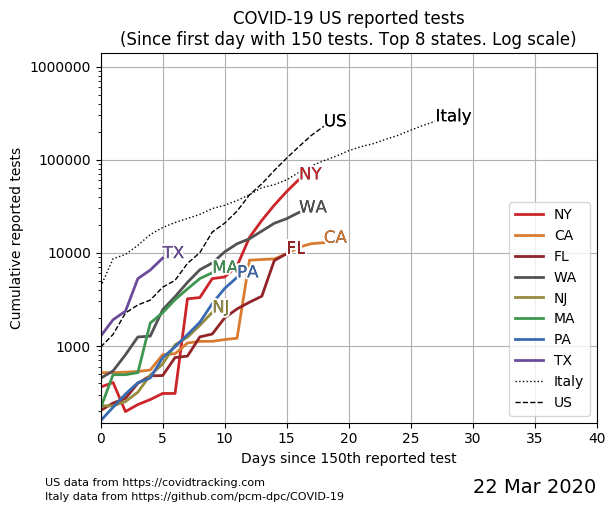 COVID-19 US reported tests
(Since first day with 150 tests. Top 8 states. Log scale)
Cumulative reported tests
1000000
100000
10000
1000
US
Italy
NY
WA
CA
FL
TX
MA
PA
NJ
NY
CA
FL
WA
NJ
MA
PA
TX
Italy
US
0 5 10 15 20 25 30 35 40
Days since 150th reported test
US data from https://covidtracking.com
Italy data from https://github.com/pcm-dpc/COVID-19
22 Mar 2020